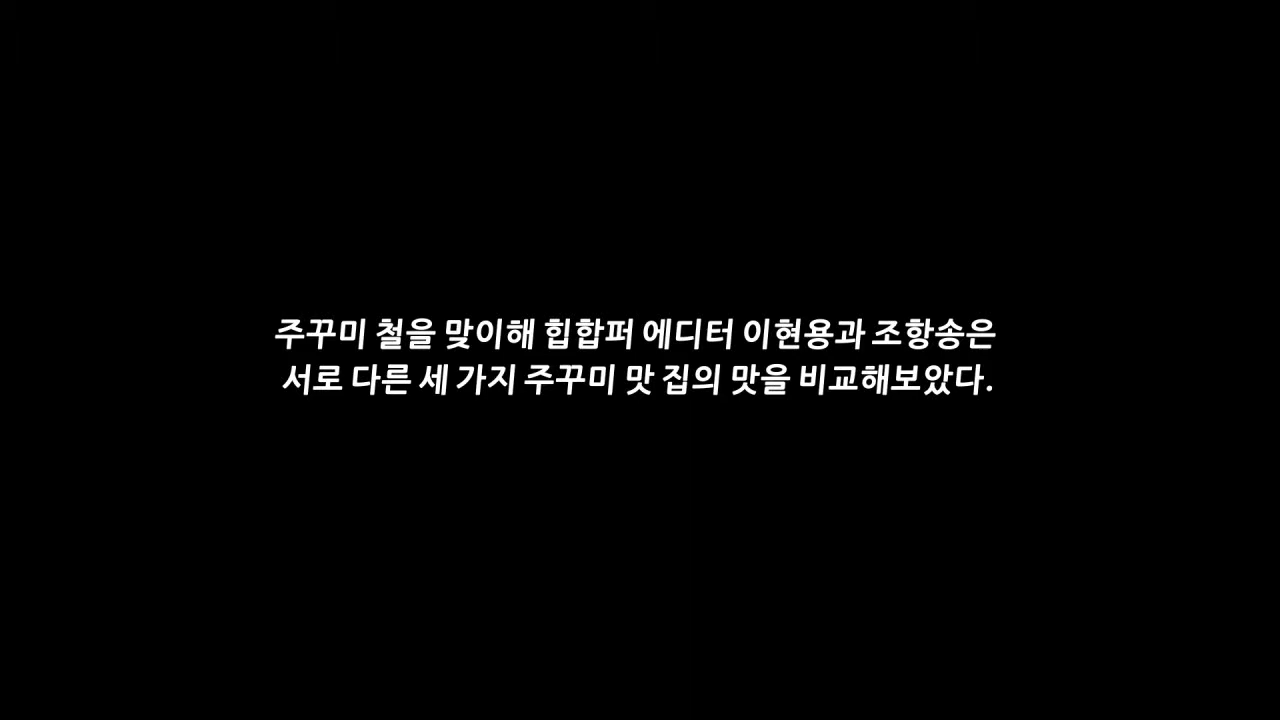 주꾸미 철을 맞이해 힙합퍼 에디터 이현용과 조항송은
서로 다른 세 가지 주꾸미 맛 집의 맛을 비교해보았다.